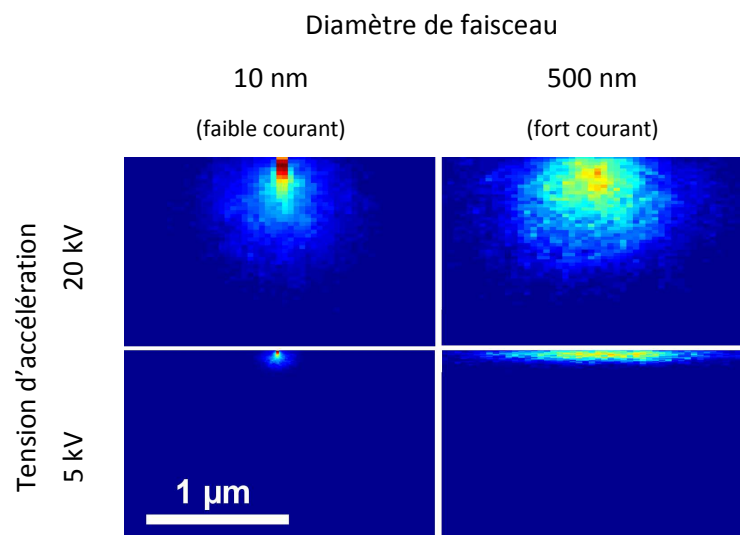 Diamètre de faisceau
10 nm
500 nm
(faible courant)
(fort courant)
Tension d’accélération
20 kV
5 kV
1 µm